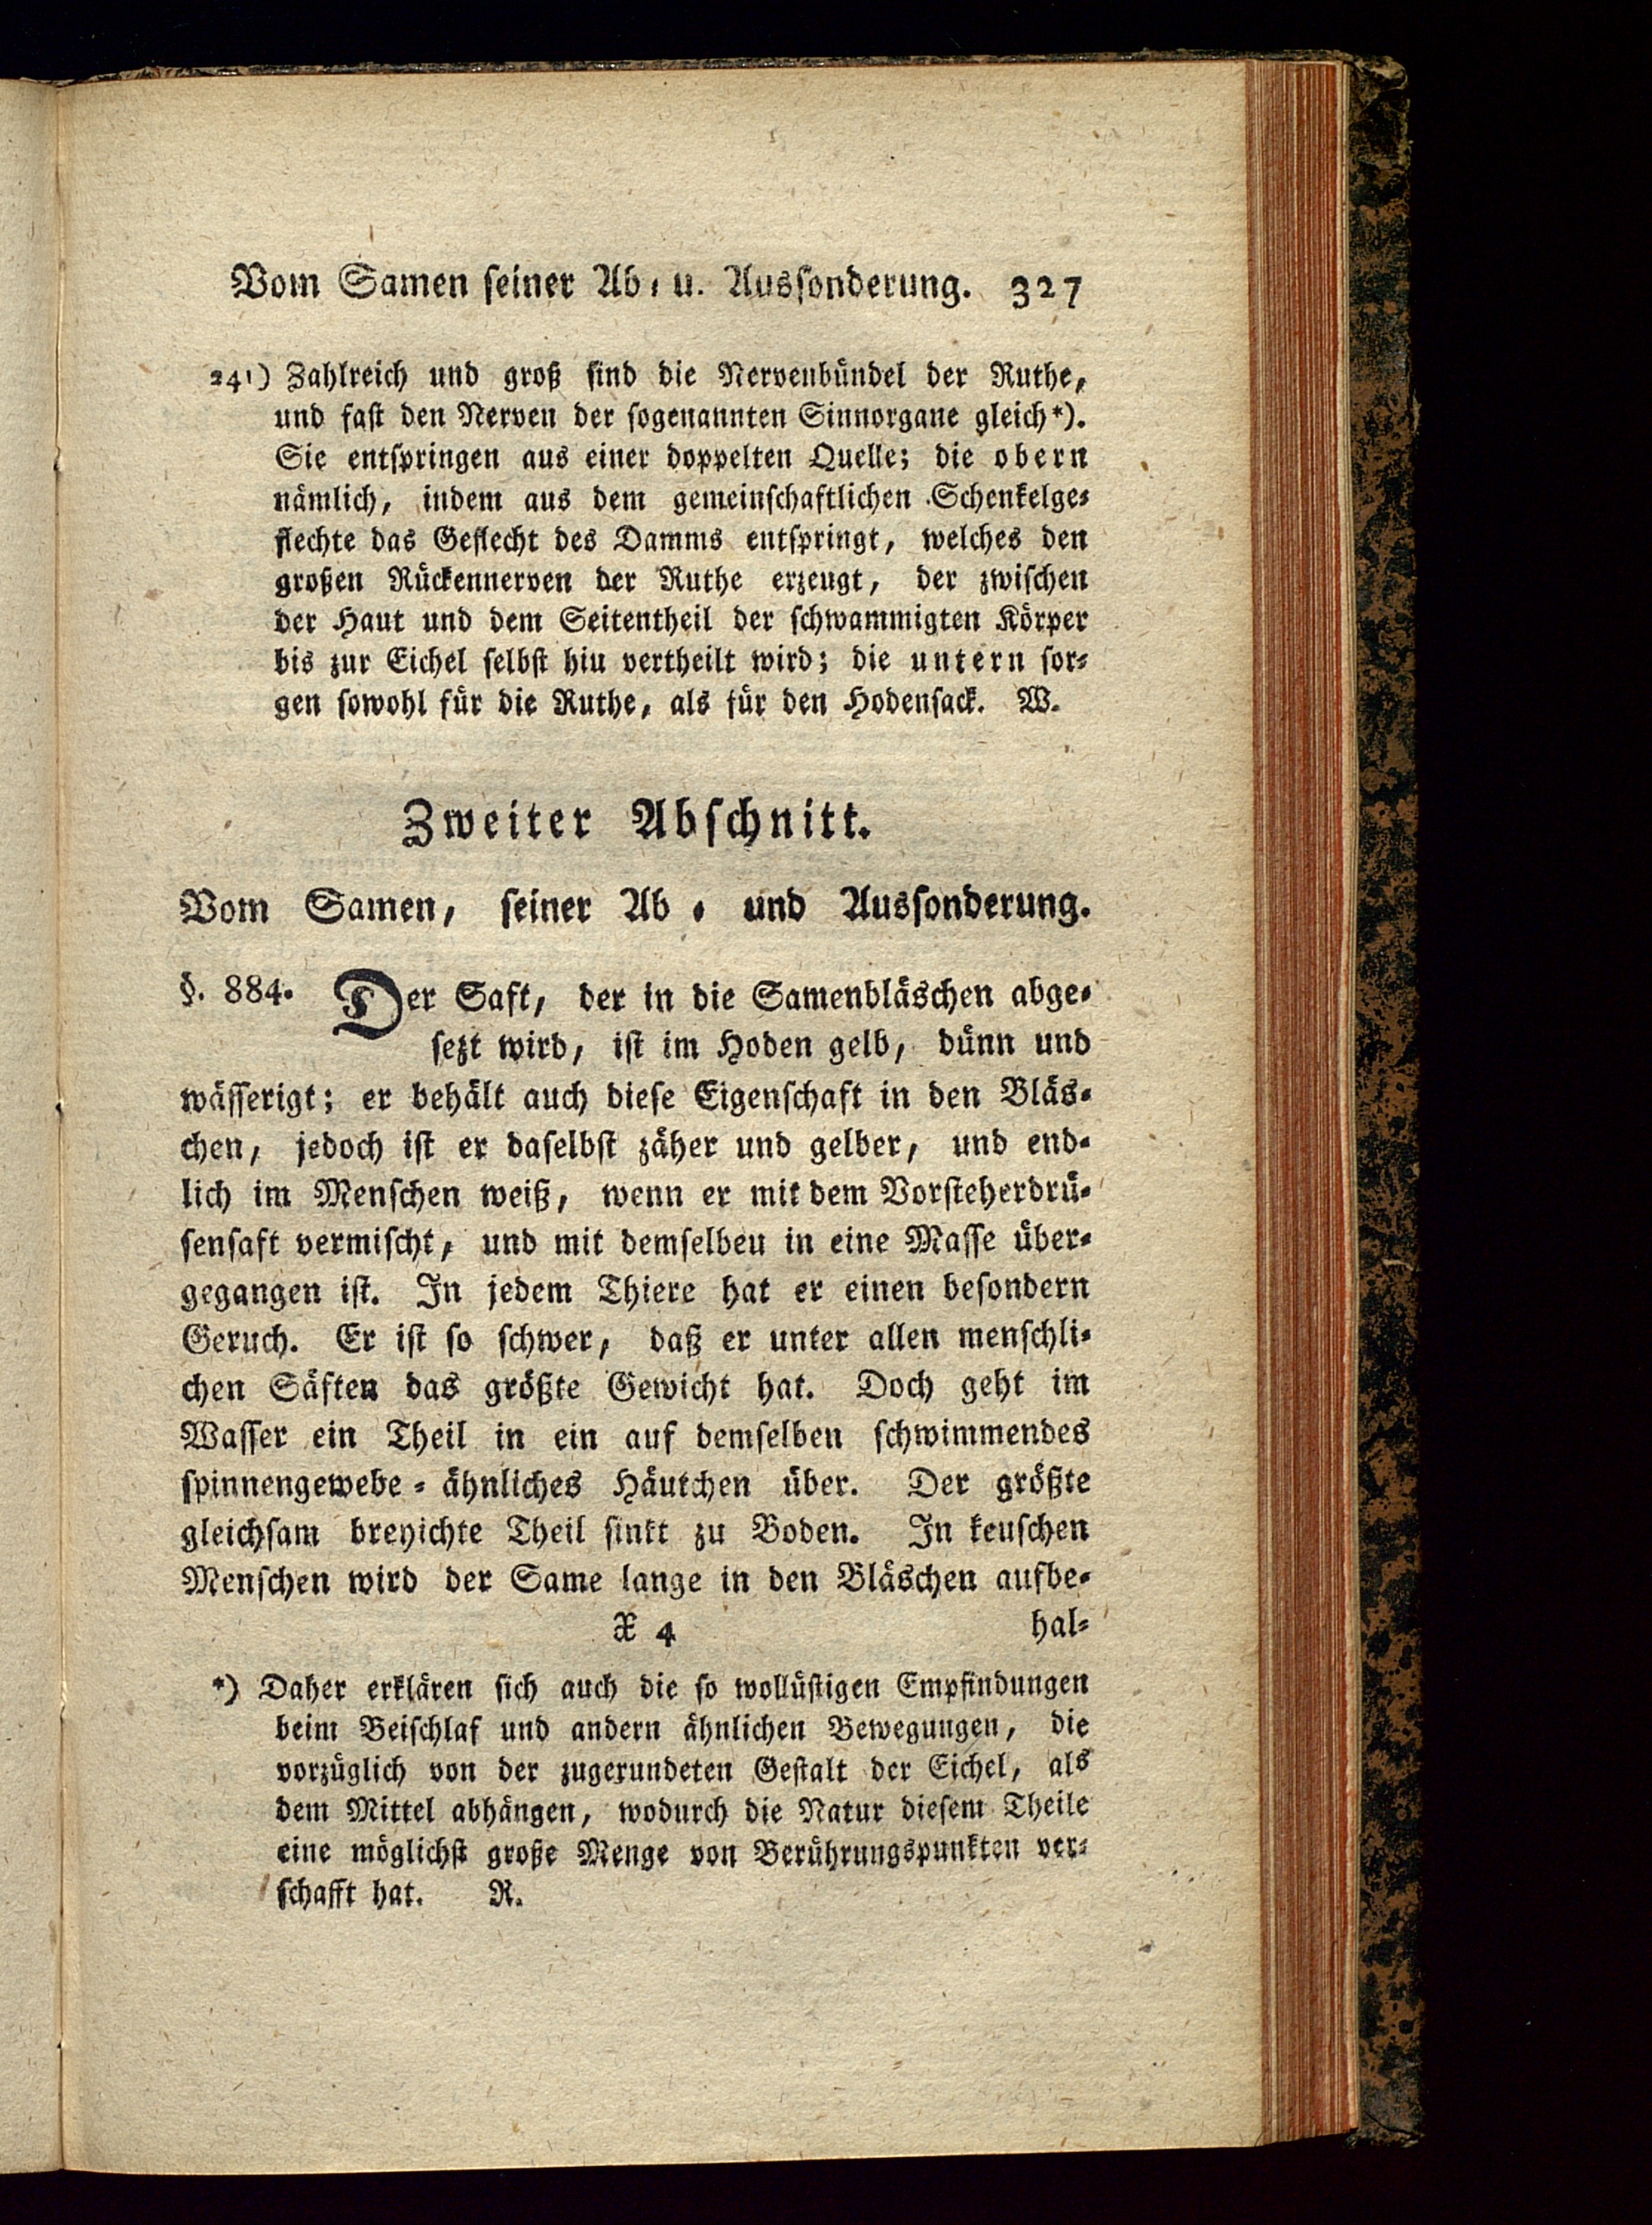 Vom Samen seiner Ab- u. Aussonderung. 327
241) Zahlreich und groß sind die Nervenbündel der Ruthe,
und fast den Nerven der sogenannten Sinnorgane gleich*).
Sie entspringen aus einer doppelten Quelle; die obern
nämlich, indem aus dem gemeinschaftlichen Schenkelge-
flechte das Geflecht des Damms entspringt, welches den
großen Rückennerven der Ruthe erzeugt, der zwischen
der Haut und dem Seitentheil der schwammigten Körper
bis zur Eichel selbst hin vertheilt wird; die untern sor-
gen sowohl für die Ruthe, als für den Hodensack. W.
Zweiter Abschnitt.
Vom Samen, seiner Ab- und Aussonderung.
§. 884. Der Saft, der in die Samenbläschen abge-
sezt wird, ist im Hoden gelb, dünn und
wässerigt; er behält auch diese Eigenschaft in den Bläs-
chen, jedoch ist er daselbst zäher und gelber, und end-
lich im Menschen weiß, wenn er mit dem Vorsteherdrü-
sensaft vermischt, und mit demselben in eine Masse über-
gegangen ist. In jedem Thiere hat er einen besondern
Geruch. Er ist so schwer, daß er unter allen menschli-
chen Säften das größte Gewicht hat. Doch geht im
Wasser ein Theil in ein auf demselben schwimmendes
spinnengewebe-ähnliches Häutchen über. Der größte
gleichsam breyichte Theil sinkt zu Boden. In keuschen
Menschen wird der Same lange in den Bläschen aufbe-
X 4 hal-
*) Daher erklären sich auch die so wollüstigen Empfindungen
beim Beischlaf und andern ähnlichen Bewegungen, die
vorzüglich von der zugerundeten Gestalt der Eichel, als
dem Mittel abhängen, wodurch die Natur diesem Theile
eine möglichst große Menge von Berührungspunkten ver-
schafft hat. R.